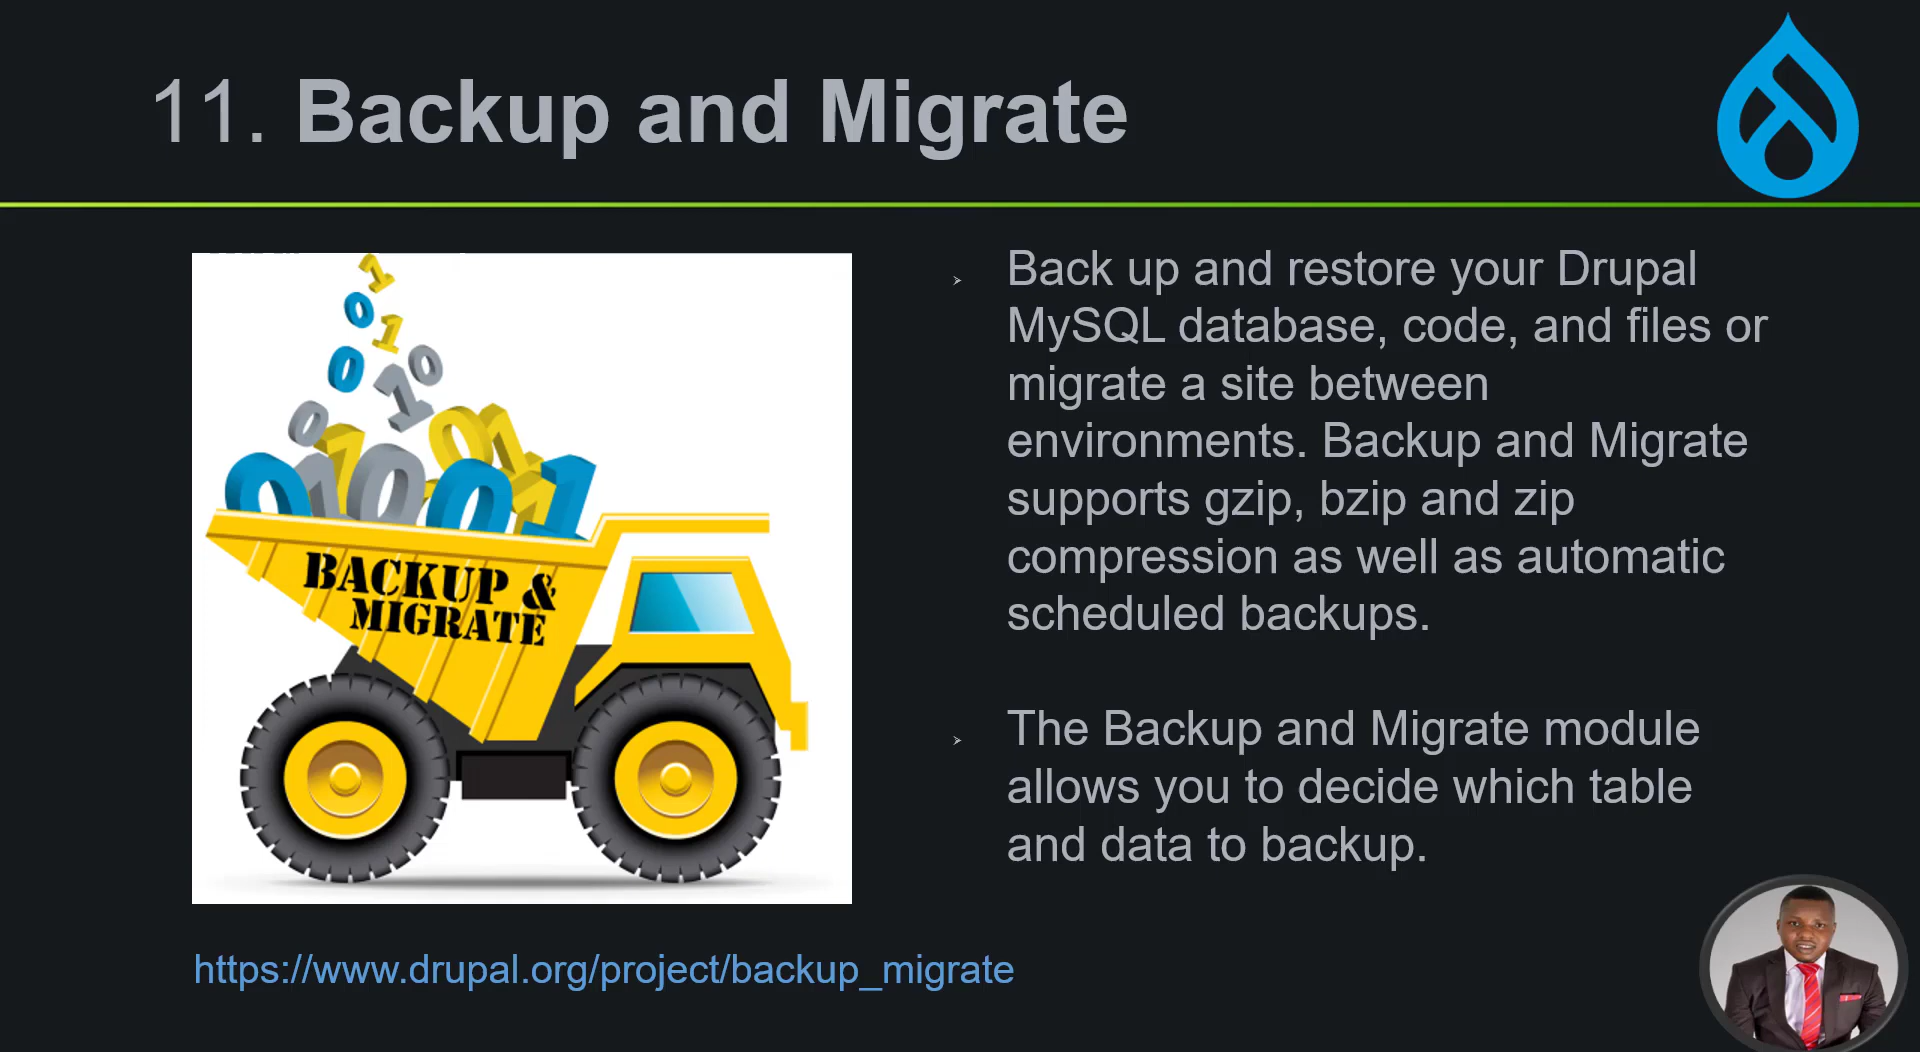 11. Backup and Migrate
Back up and restore your Drupal
MySQL database, code, and files or
migrate a site between
environments. Backup and Migrate
supports gzip, bzip and zip
compression as well as automatic
scheduled backups.
The Backup and Migrate module
allows you to decide which table
and data to backup.
BACKUP &
MIGRATE
https://www.drupal.org/project/backup_migrate